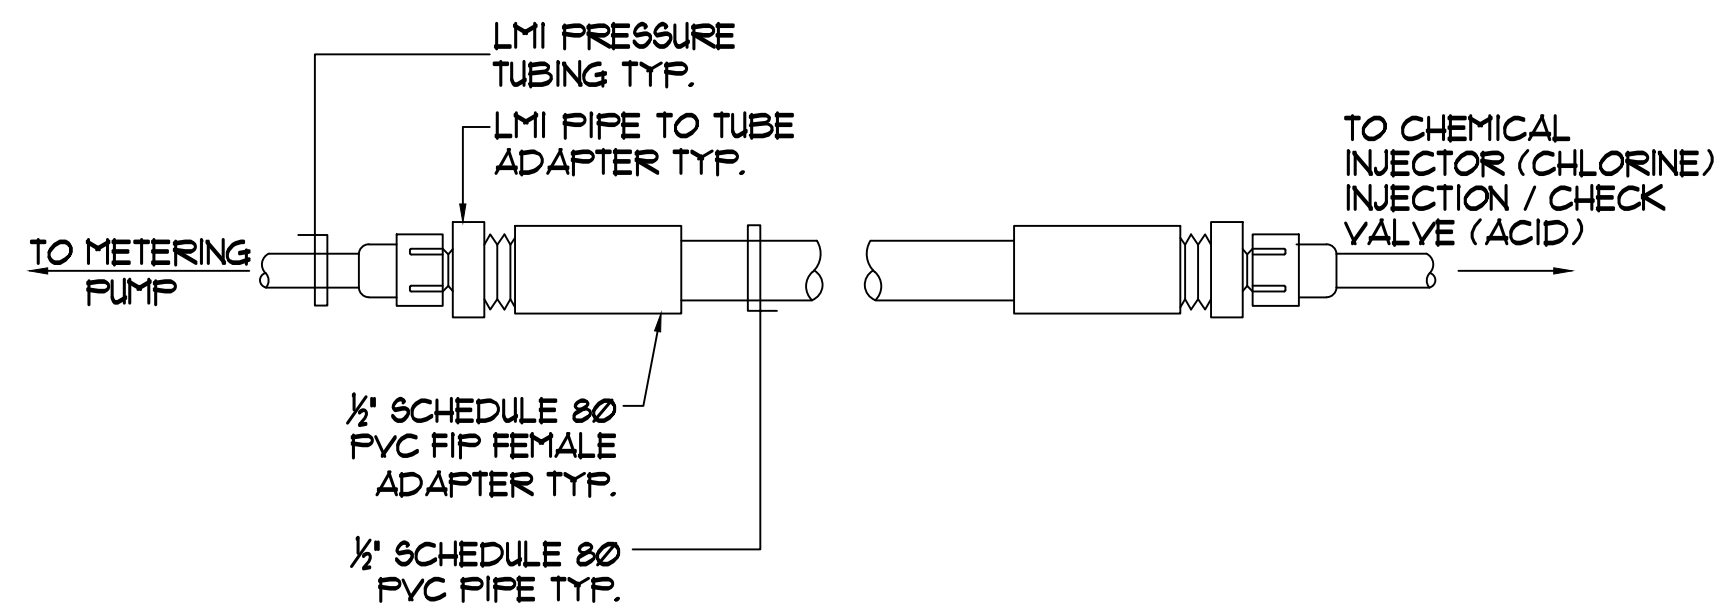 LMI PRESSURE
TUBING TYP.
LMI PIPE TO TUBE
ADAPTER TYP.
TO CHEMICAL
INJECTOR (CHLORINE)
INJECTION / CHECK
VALVE (ACID)
TO METERING
PUMP
½" SCHEDULE 80
PVC FIP FEMALE
ADAPTER TYP.
½" SCHEDULE 80
PVC PIPE TYP.